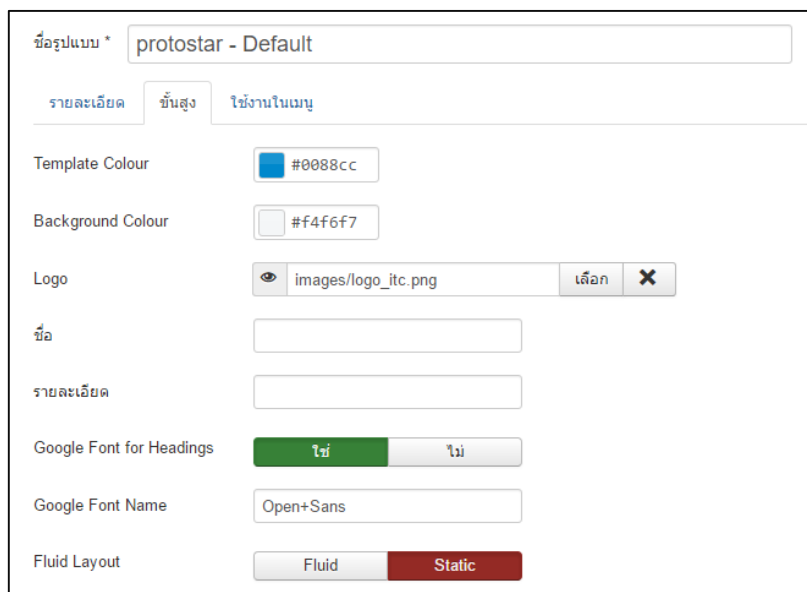 ชื่อรูปแบบ * protostar - Default
รายละเอียด ขั้นสูง ใช้งานในเมนู
Template Colour #0088cc
Background Colour #f4f6f7
Logo images/logo_itc.png เลือก
ชื่อ
รายละเอียด
Google Font for Headings ใช่ ไม่
Google Font Name Open+Sans
Fluid Layout Fluid Static